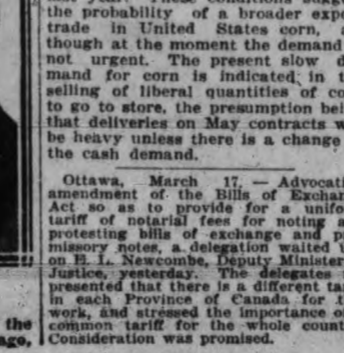 the probability of a broader expo
trade in United States corn, a
though at the moment the demand
not urgent. The present slow d
mand for corn is indicated, in t
selling of liberal quantities of co
to go to store, the presumption bei
that deliveries on May contracts w
be heavy unless there is a change
the cash demand.
Ottawa, March 17. — Advocati
amendment of the Bills of Exchan
Act so as to provide for a unifo
tariff of notarial fees for noting a
protesting bills of exchange and p
missory notes, a delegation waited u
on E. L. Newcombe, Deputy Minister
Justice, yesterday. The delegates
presented that there is a different ta
in each Province of Canada for t
work, and stressed the importance o
common tariff for the whole count
Consideration was promised.
the
ago,